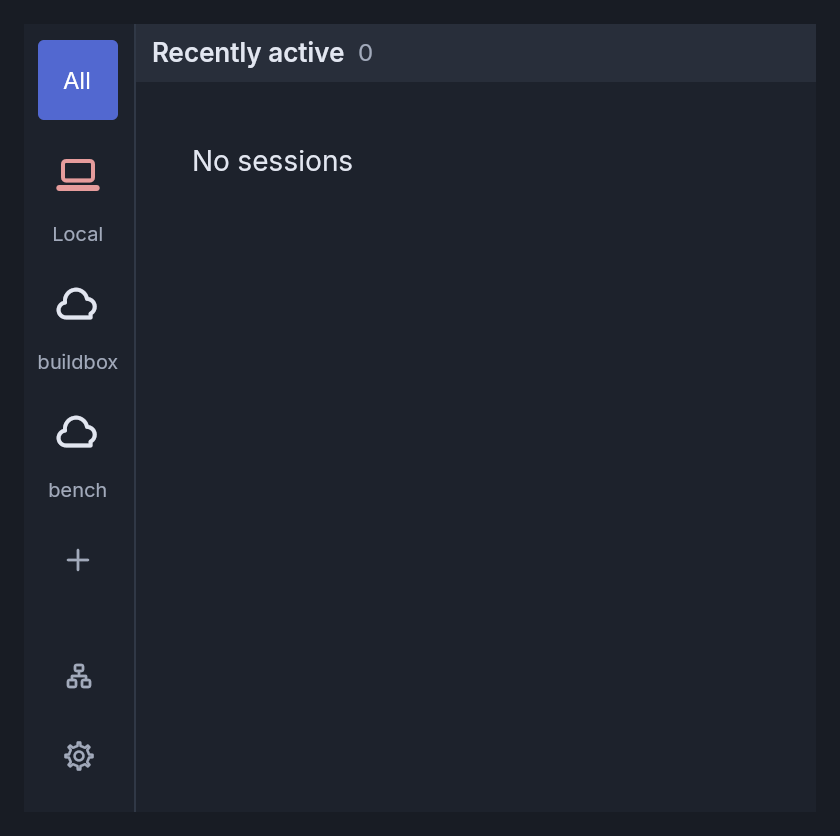 All
Recently active 0
No sessions
Local
buildbox
bench